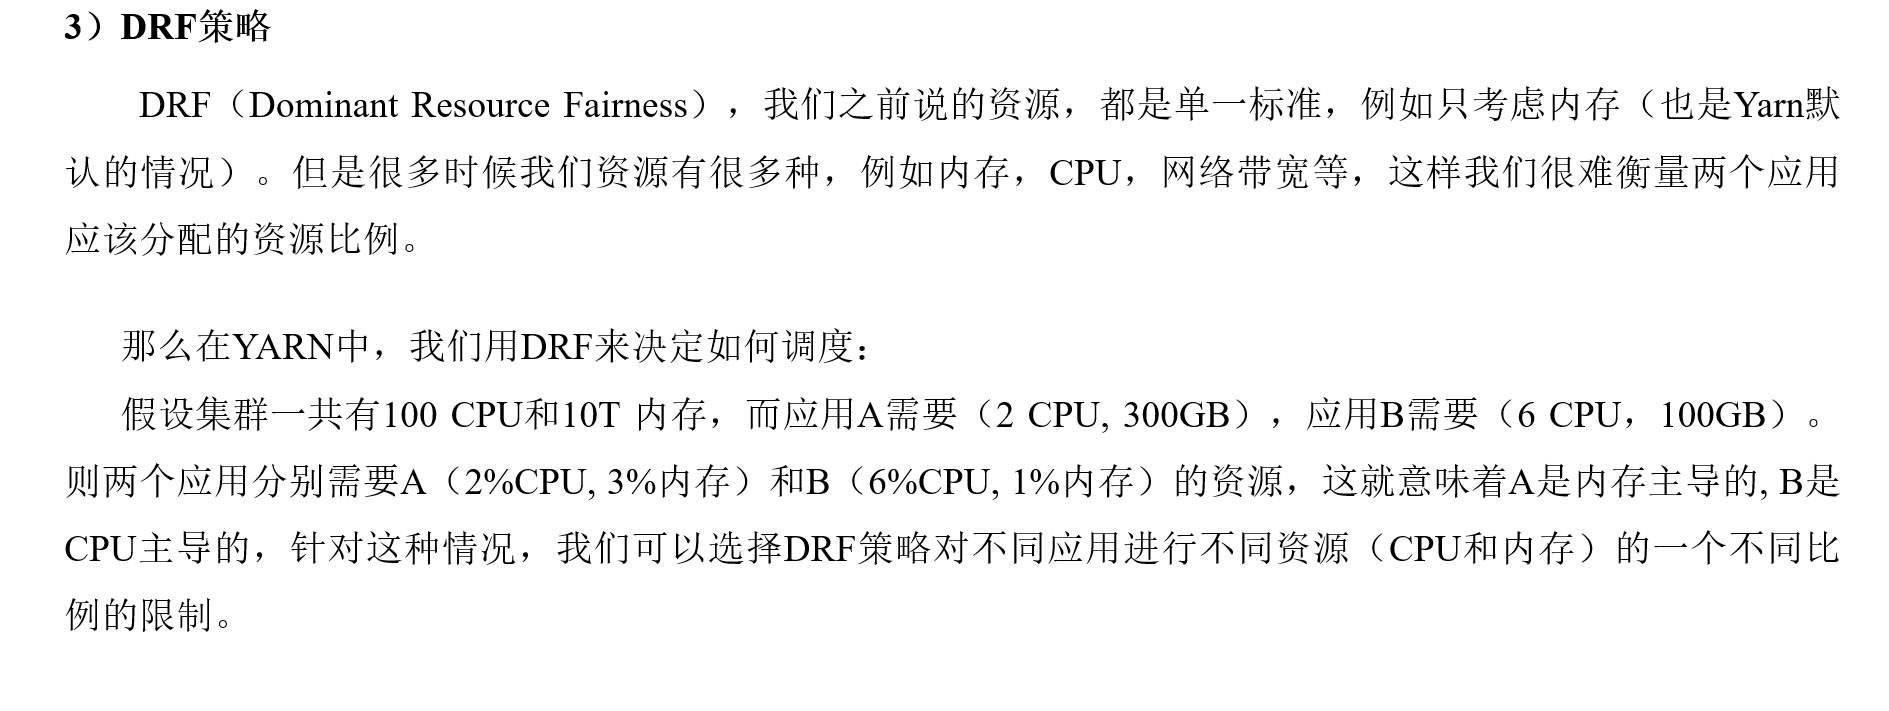 3）DRF策略
DRF（Dominant Resource Fairness），我们之前说的资源，都是单一标准，例如只考虑内存（也是Yarn默
认的情况）。但是很多时候我们资源有很多种，例如内存，CPU，网络带宽等，这样我们很难衡量两个应用
应该分配的资源比例。
那么在YARN中，我们用DRF来决定如何调度：
假设集群一共有100 CPU和10T 内存，而应用A需要（2 CPU, 300GB），应用B需要（6 CPU，100GB）。
则两个应用分别需要A（2%CPU, 3%内存）和B（6%CPU, 1%内存）的资源，这就意味着A是内存主导的, B是
CPU主导的，针对这种情况，我们可以选择DRF策略对不同应用进行不同资源（CPU和内存）的一个不同比
例的限制。